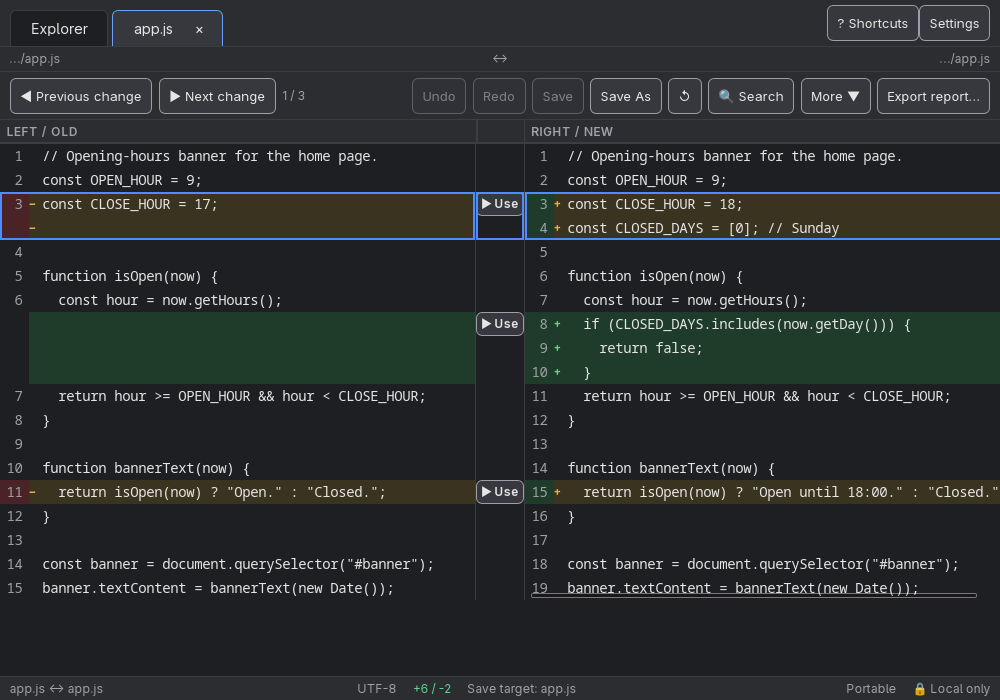 Explorer app.js × ? Shortcuts Settings
.../app.js ↔ .../app.js
◀ Previous change ▶ Next change 1 / 3 Undo Redo Save Save As ↺ 🔍 Search More ▼ Export report...
LEFT / OLD RIGHT / NEW
1 // Opening-hours banner for the home page. 1 // Opening-hours banner for the home page.
2 const OPEN_HOUR = 9; 2 const OPEN_HOUR = 9;
3 − const CLOSE_HOUR = 17; ▶ Use 3 + const CLOSE_HOUR = 18;
− 4 + const CLOSED_DAYS = [0]; // Sunday
4 5
5 function isOpen(now) { 6 function isOpen(now) {
6 const hour = now.getHours(); 7 const hour = now.getHours();
▶ Use 8 + if (CLOSED_DAYS.includes(now.getDay())) {
9 + return false;
10 + }
7 return hour >= OPEN_HOUR && hour < CLOSE_HOUR; 11 return hour >= OPEN_HOUR && hour < CLOSE_HOUR;
8 } 12 }
9 13
10 function bannerText(now) { 14 function bannerText(now) {
11 − return isOpen(now) ? "Open." : "Closed."; ▶ Use 15 + return isOpen(now) ? "Open until 18:00." : "Closed."
12 } 16 }
13 17
14 const banner = document.querySelector("#banner"); 18 const banner = document.querySelector("#banner");
15 banner.textContent = bannerText(new Date()); 19 banner.textContent = bannerText(new Date());
app.js ↔ app.js UTF-8 +6 / -2 Save target: app.js Portable 🔒 Local only